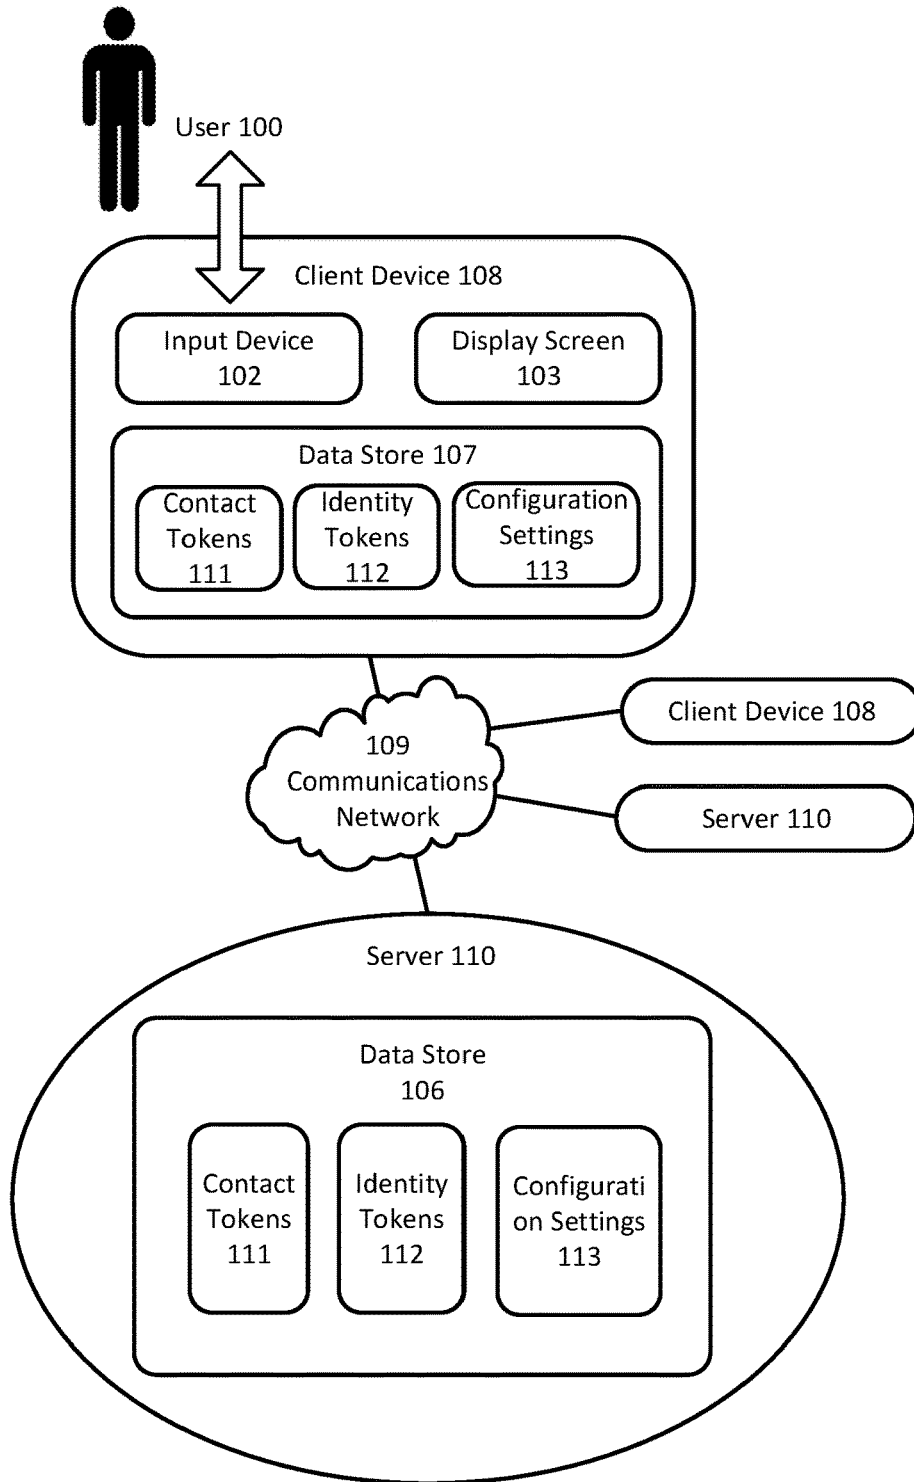 User 100
Client Device 108
Input Device
102
Display Screen
103
Data Store 107
Contact
Tokens
111
Identity
Tokens
112
Configuration
Settings
113
109
Communications
Network
Client Device 108
Server 110
Server 110
Data Store
106
Contact
Tokens
111
Identity
Tokens
112
Configurati
on Settings
113